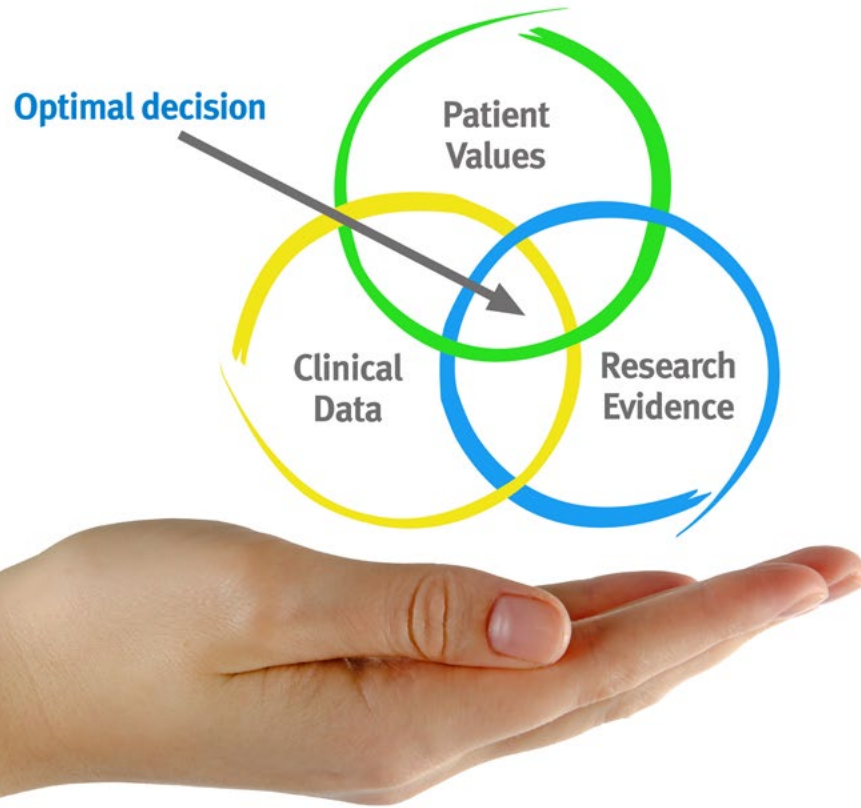 Optimal decision
Patient
Values
Clinical
Data
Research
Evidence